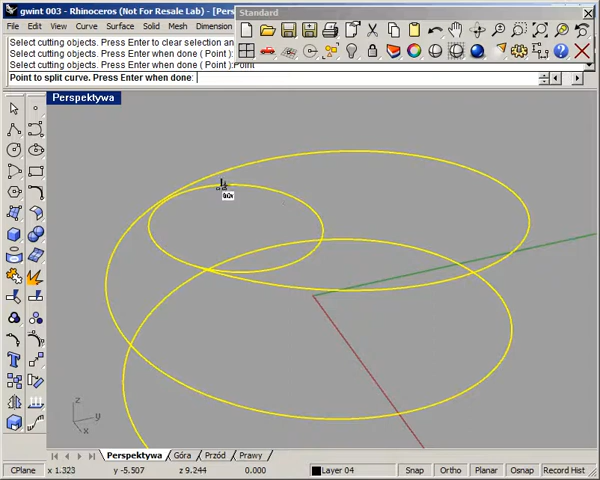 gwint 003 - Rhinoceros (Not For Resale Lab) - [Pers
Standard
File Edit View Curve Surface Solid Mesh Dimension
Select cutting objects. Press Enter to clear selection an
Select cutting objects. Press Enter when done ( Point ):
Select cutting objects. Press Enter when done ( Point ):Point
Point to split curve. Press Enter when done:
Perspektywa
z
y
x
Perspektywa Góra Przód Prawy
CPlane x 1.323 y -5.507 z 9.244 0.000 Layer 04 Snap Ortho Planar Osnap Record Hist